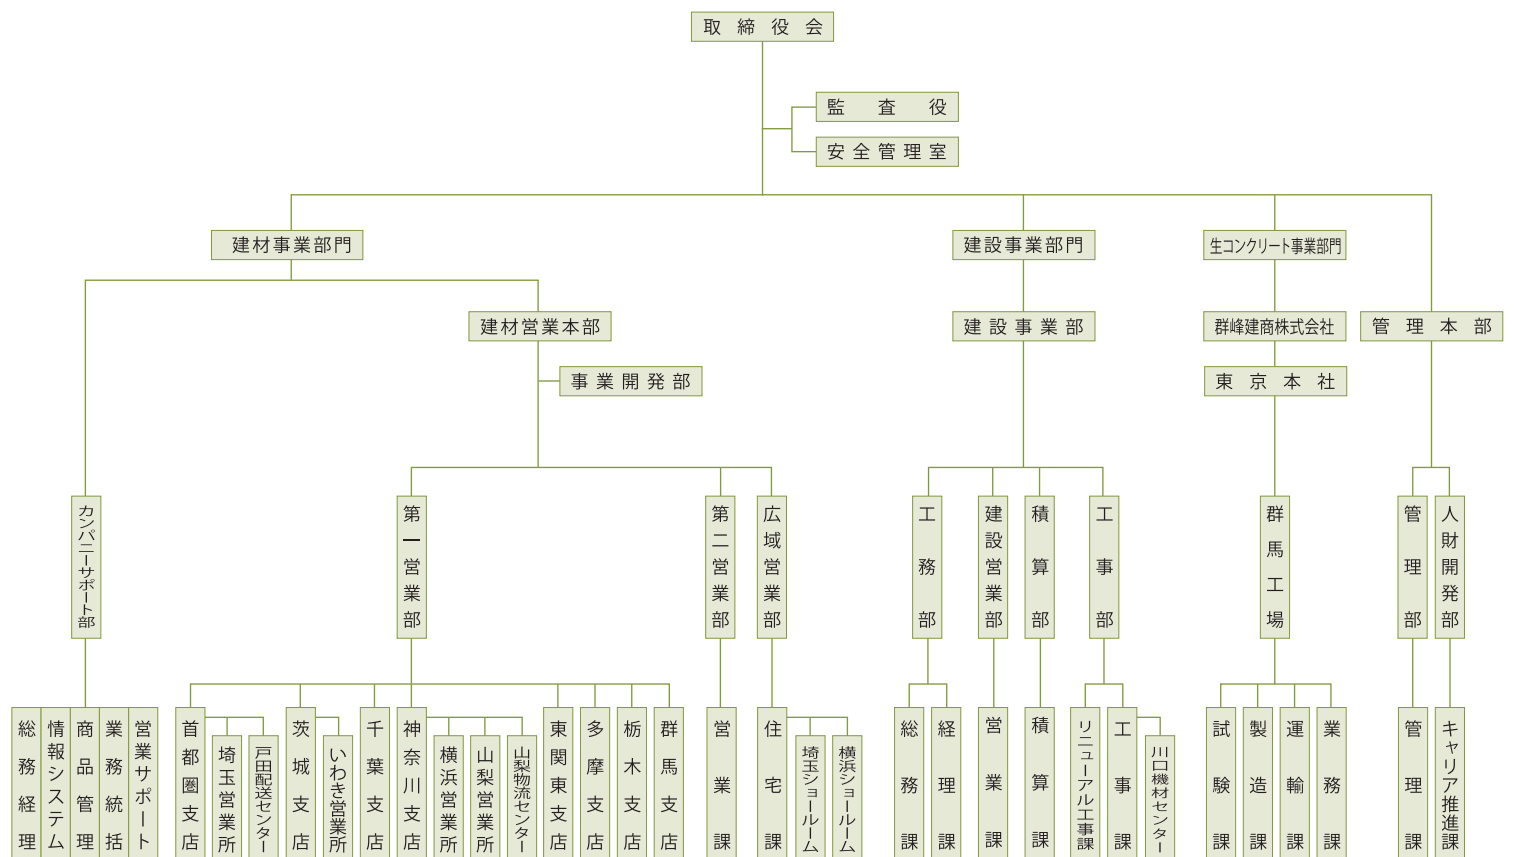 取締役会
監査役
安全管理室
建材事業部門
建設事業部門
生コンクリート事業部門
建材営業本部
建設事業部
群峰建商株式会社
管理本部
事業開発部
東京本社
カンパニーサポート部
第一営業部
第二営業部
広域営業部
工務部
建設営業部
積算部
工事部
群馬工場
管理部
人財開発部
総務経理
情報システム
商品管理
業務統括
営業サポート
首都圏支店
埼玉営業所
戸田配送センター
茨城支店
いわき営業所
千葉支店
神奈川支店
横浜営業所
山梨営業所
山梨物流センター
東関東支店
多摩支店
栃木支店
群馬支店
営業課
住宅課
埼玉ショールーム
横浜ショールーム
総務課
経理課
営業課
積算課
リニューアル工事課
工事課
川口機材センター
試験課
製造課
運輸課
業務課
管理課
キャリア推進課